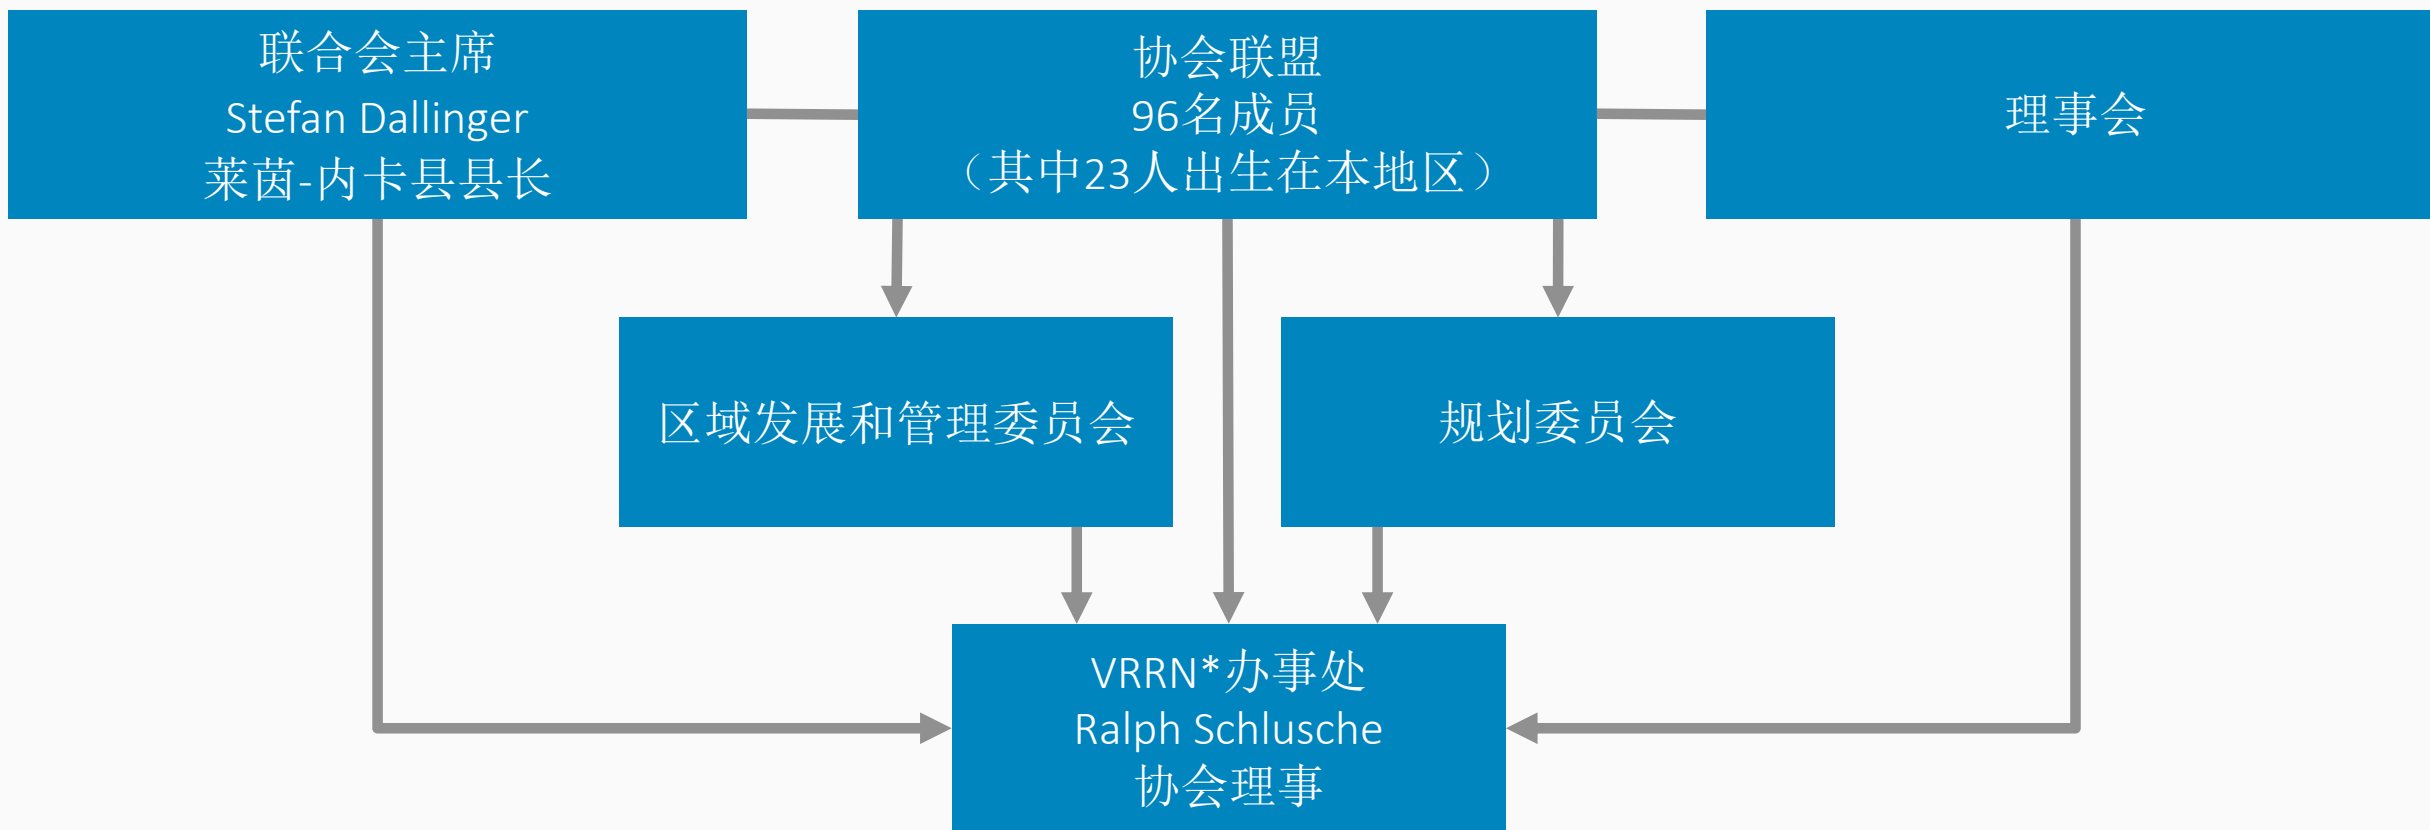 联合会主席
Stefan Dallinger
莱茵-内卡县县长
协会联盟
96名成员
（其中23人出生在本地区）
理事会
区域发展和管理委员会
规划委员会
VRRN*办事处
Ralph Schlusche
协会理事